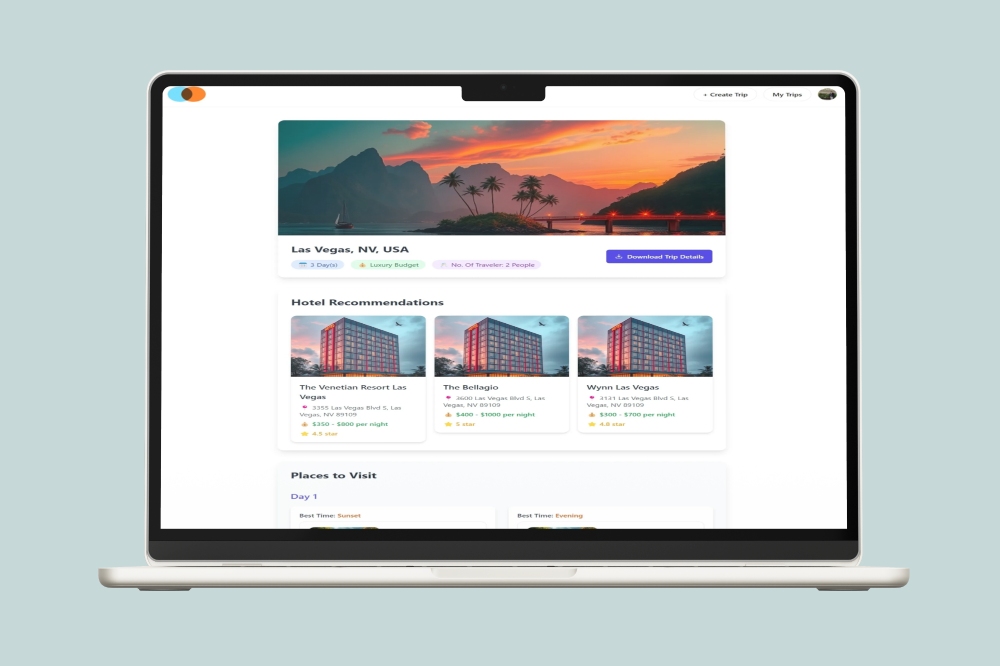 + Create Trip
My Trips
Las Vegas, NV, USA
3 Day(s)
Luxury Budget
No. Of Traveler: 2 People
Download Trip Details
Hotel Recommendations
The Venetian Resort Las
Vegas
3355 Las Vegas Blvd S, Las
Vegas, NV 89109
$350 - $800 per night
4.5 star
The Bellagio
3600 Las Vegas Blvd S, Las
Vegas, NV 89109
$400 - $1000 per night
5 star
Wynn Las Vegas
3131 Las Vegas Blvd S, Las
Vegas, NV 89109
$300 - $700 per night
4.8 star
Places to Visit
Day 1
Best Time: Sunset
Best Time: Evening